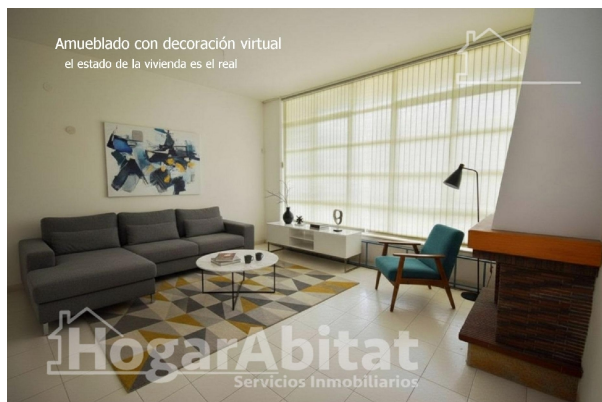 Amueblado con decoración virtual
el estado de la vivienda es el real
HogarAbitat
Servicios Inmobiliarios